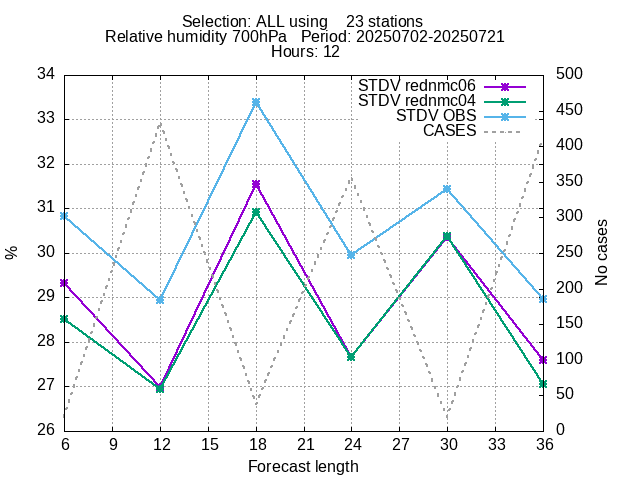 Selection: ALL using    23 stations
Relative humidity 700hPa   Period: 20250702-20250721
Hours: 12
STDV rednmc06
STDV rednmc04
STDV OBS
CASES
34
33
32
31
30
29
28
27
26
%
500
450
400
350
300
250
200
150
100
50
0
No cases
6 9 12 15 18 21 24 27 30 33 36
Forecast length